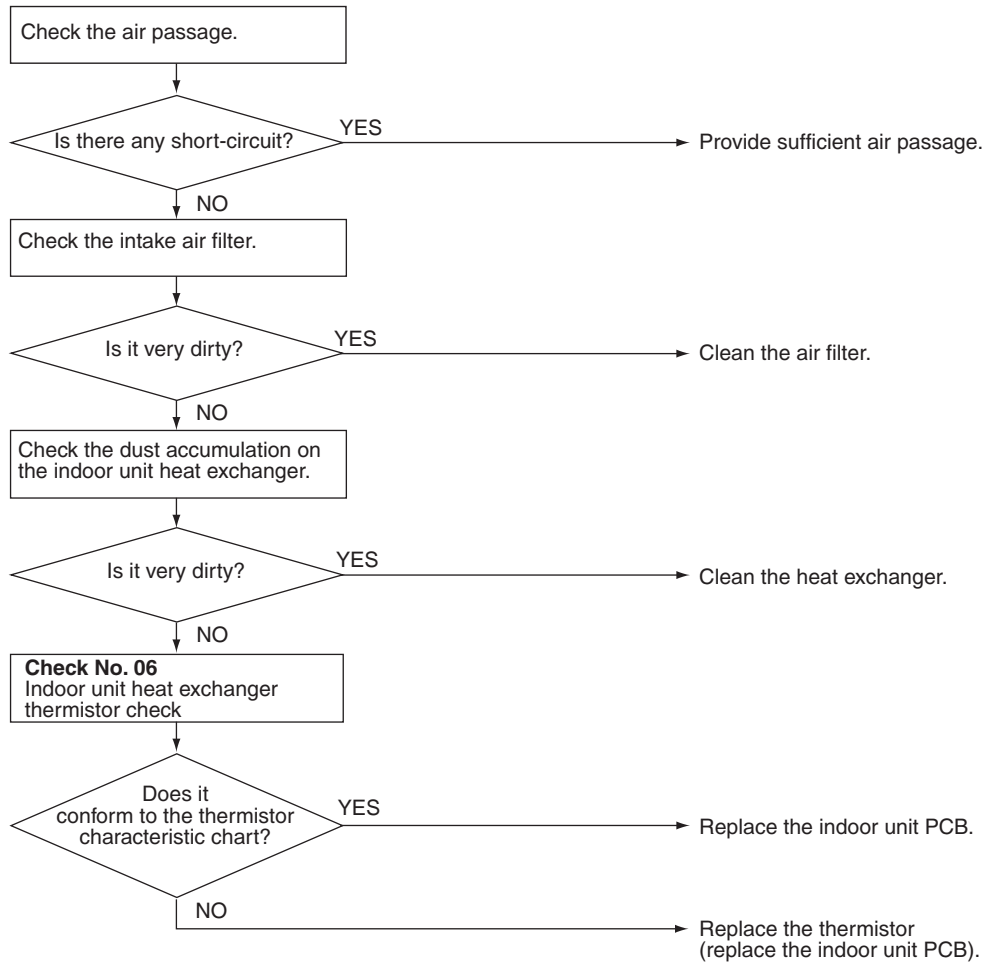 Check the air passage.
Is there any short-circuit?
YES
Provide sufficient air passage.
NO
Check the intake air filter.
Is it very dirty?
YES
Clean the air filter.
NO
Check the dust accumulation on
the indoor unit heat exchanger.
Is it very dirty?
YES
Clean the heat exchanger.
NO
Check No. 06
Indoor unit heat exchanger
thermistor check
Does it
conform to the thermistor
characteristic chart?
YES
Replace the indoor unit PCB.
NO
Replace the thermistor
(replace the indoor unit PCB).